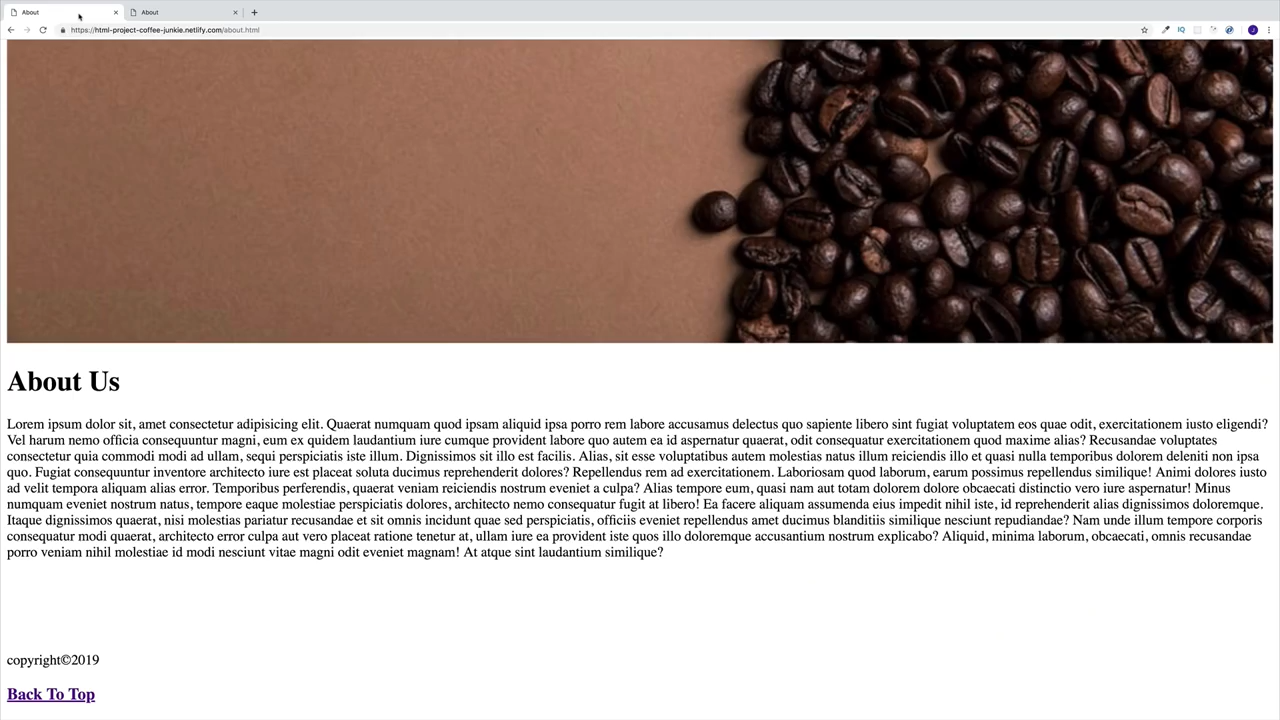 About
About
https://html-project-coffee-junkie.netlify.com/about.html
IQ
J
About Us
Lorem ipsum dolor sit, amet consectetur adipisicing elit. Quaerat numquam quod ipsam aliquid ipsa porro rem labore accusamus delectus quo sapiente libero sint fugiat voluptatem eos quae odit, exercitationem iusto eligendi?
Vel harum nemo officia consequuntur magni, eum ex quidem laudantium iure cumque provident labore quo autem ea id aspernatur quaerat, odit consequatur exercitationem quod maxime alias? Recusandae voluptates
consectetur quia commodi modi ad ullam, sequi perspiciatis iste illum. Dignissimos sit illo est facilis. Alias, sit esse voluptatibus autem molestias natus illum reiciendis illo et quasi nulla temporibus dolorem deleniti non ipsa
quo. Fugiat consequuntur inventore architecto iure est placeat soluta ducimus reprehenderit dolores? Repellendus rem ad exercitationem. Laboriosam quod laborum, earum possimus repellendus similique! Animi dolores iusto
ad velit tempora aliquam alias error. Temporibus perferendis, quaerat veniam reiciendis nostrum eveniet a culpa? Alias tempore eum, quasi nam aut totam dolorem dolore obcaecati distinctio vero iure aspernatur! Minus
numquam eveniet nostrum natus, tempore eaque molestiae perspiciatis dolores, architecto nemo consequatur fugit at libero! Ea facere aliquam assumenda eius impedit nihil iste, id reprehenderit alias dignissimos doloremque.
Itaque dignissimos quaerat, nisi molestias pariatur recusandae et sit omnis incidunt quae sed perspiciatis, officiis eveniet repellendus amet ducimus blanditiis similique nesciunt repudiandae? Nam unde illum tempore corporis
consequatur modi quaerat, architecto error culpa aut vero placeat ratione tenetur at, ullam iure ea provident iste quos illo doloremque accusantium nostrum explicabo? Aliquid, minima laborum, obcaecati, omnis recusandae
porro veniam nihil molestiae id modi nesciunt vitae magni odit eveniet magnam! At atque sint laudantium similique?
copyright©2019
Back To Top